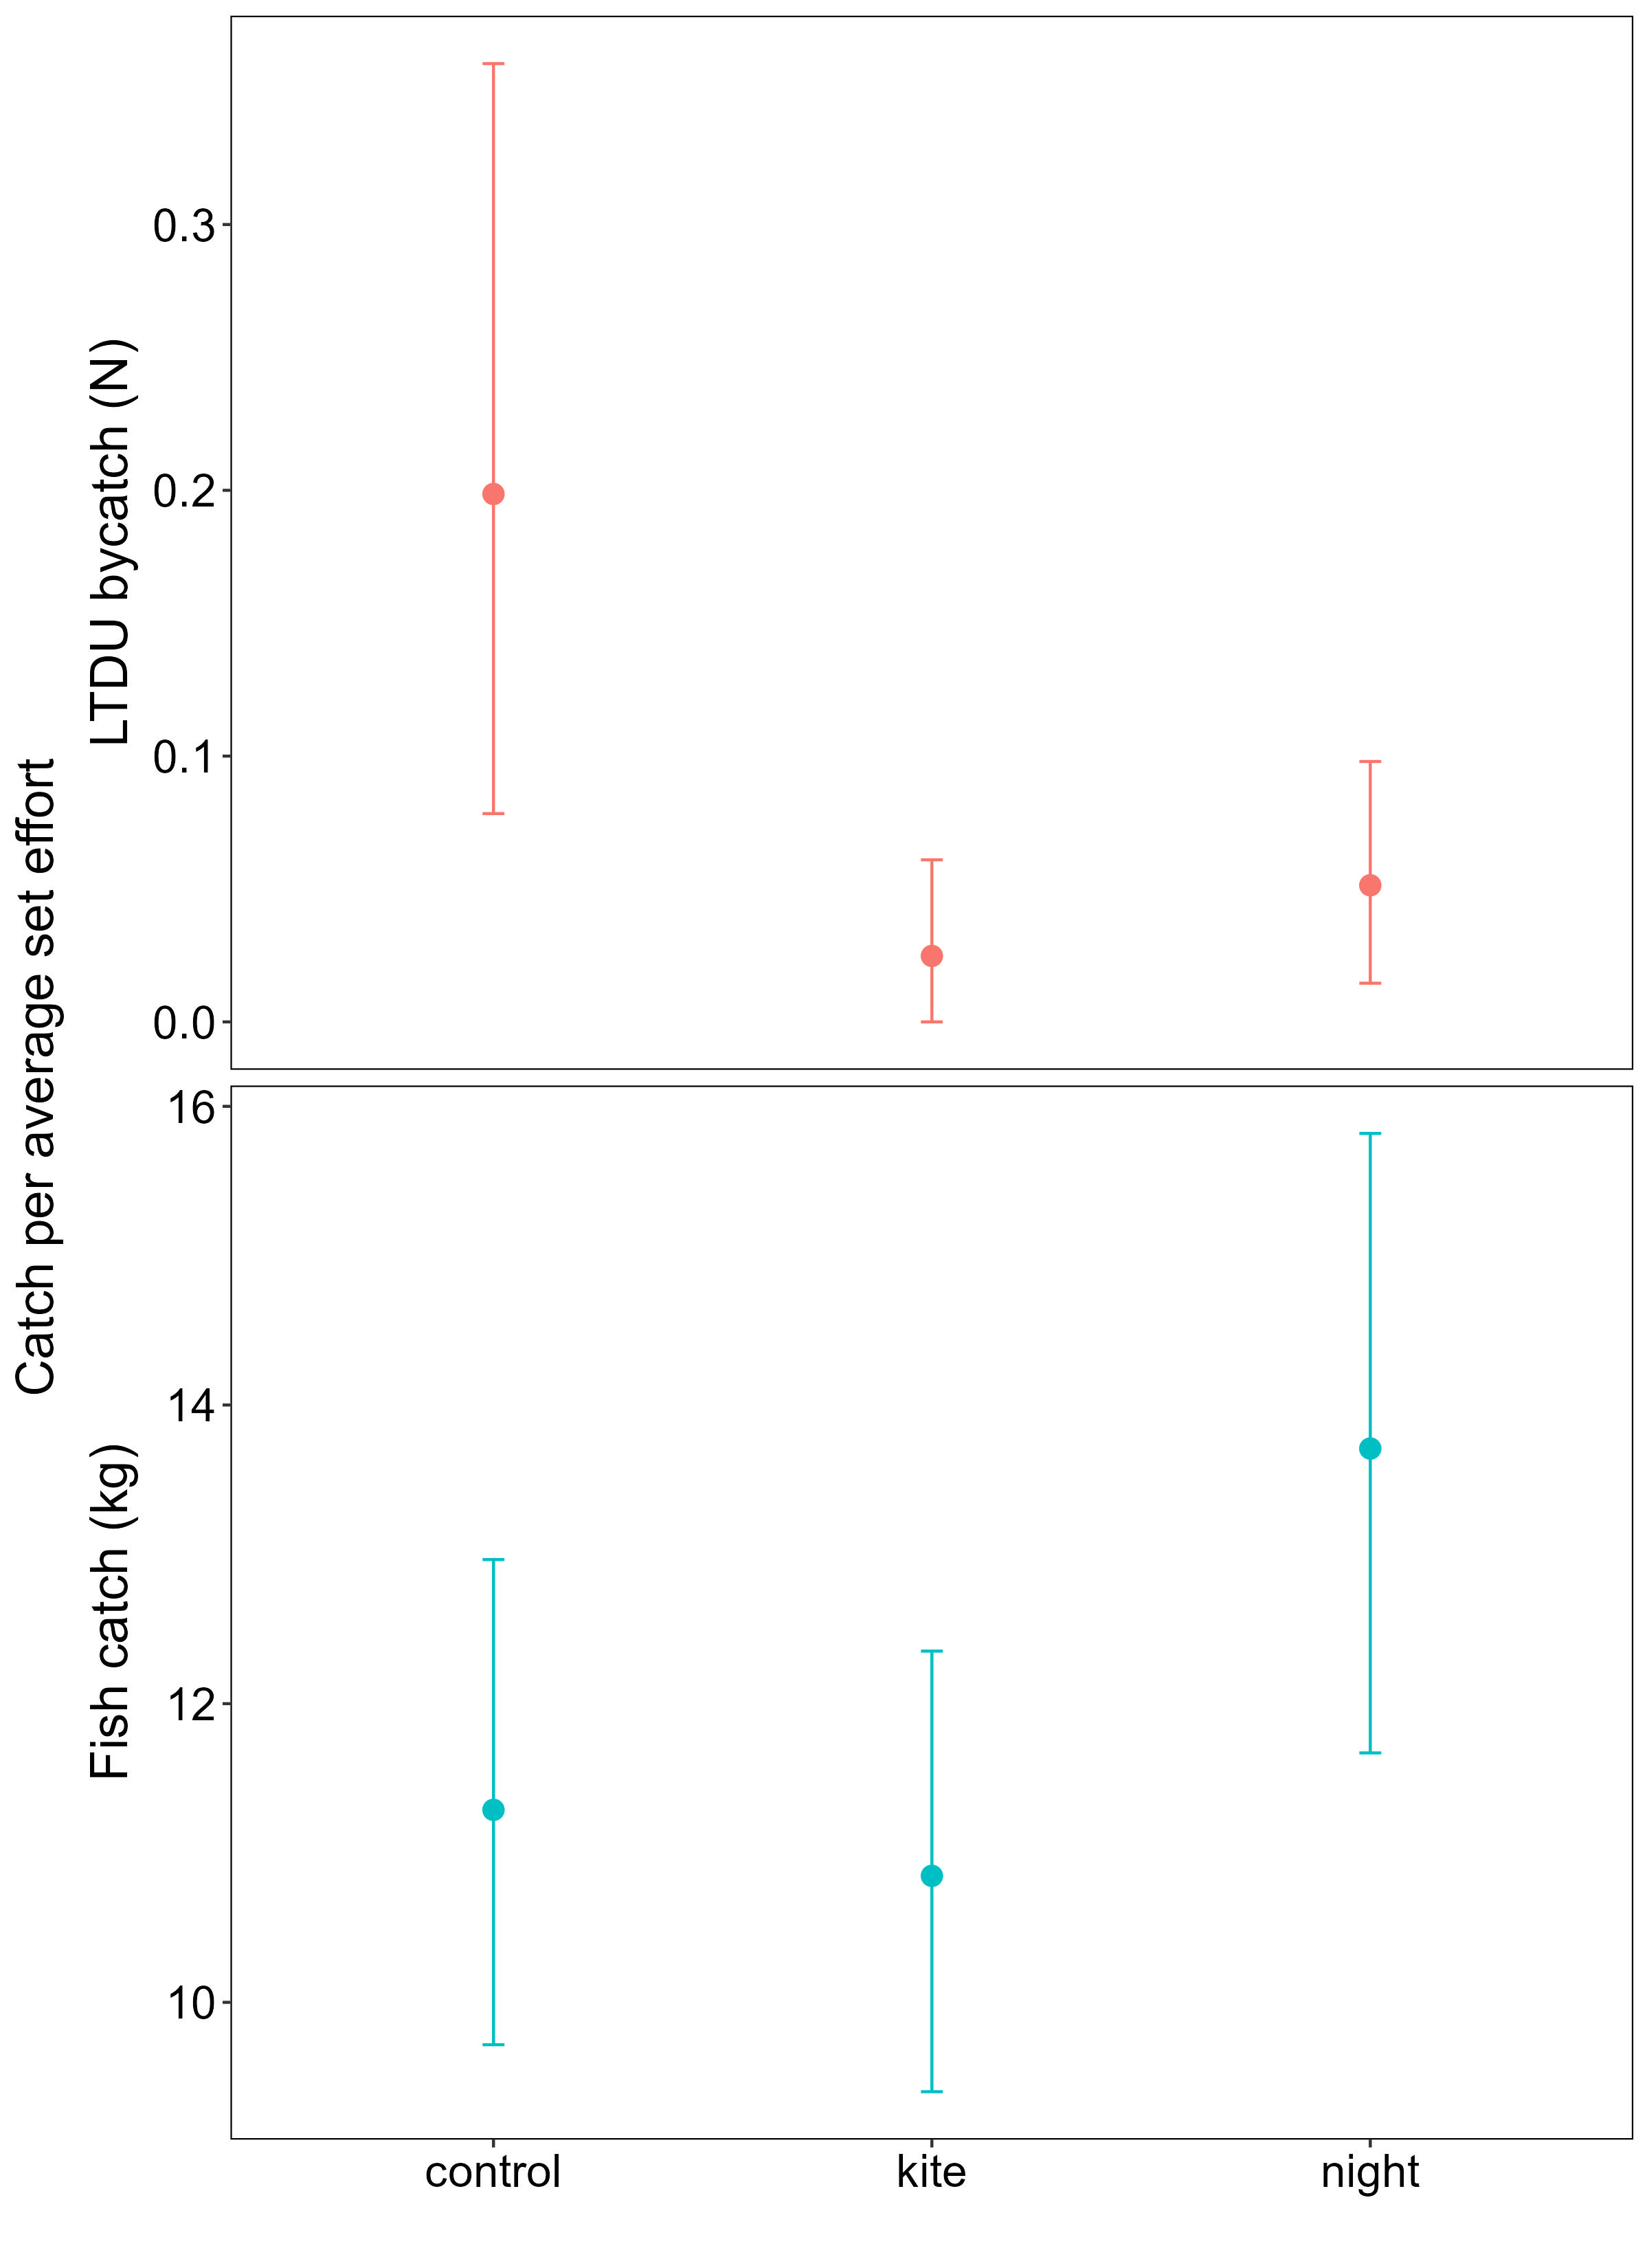 Catch per average set effort
LTDU bycatch (N)
0.3
0.2
0.1
0.0
Fish catch (kg)
16
14
12
10
control
kite
night